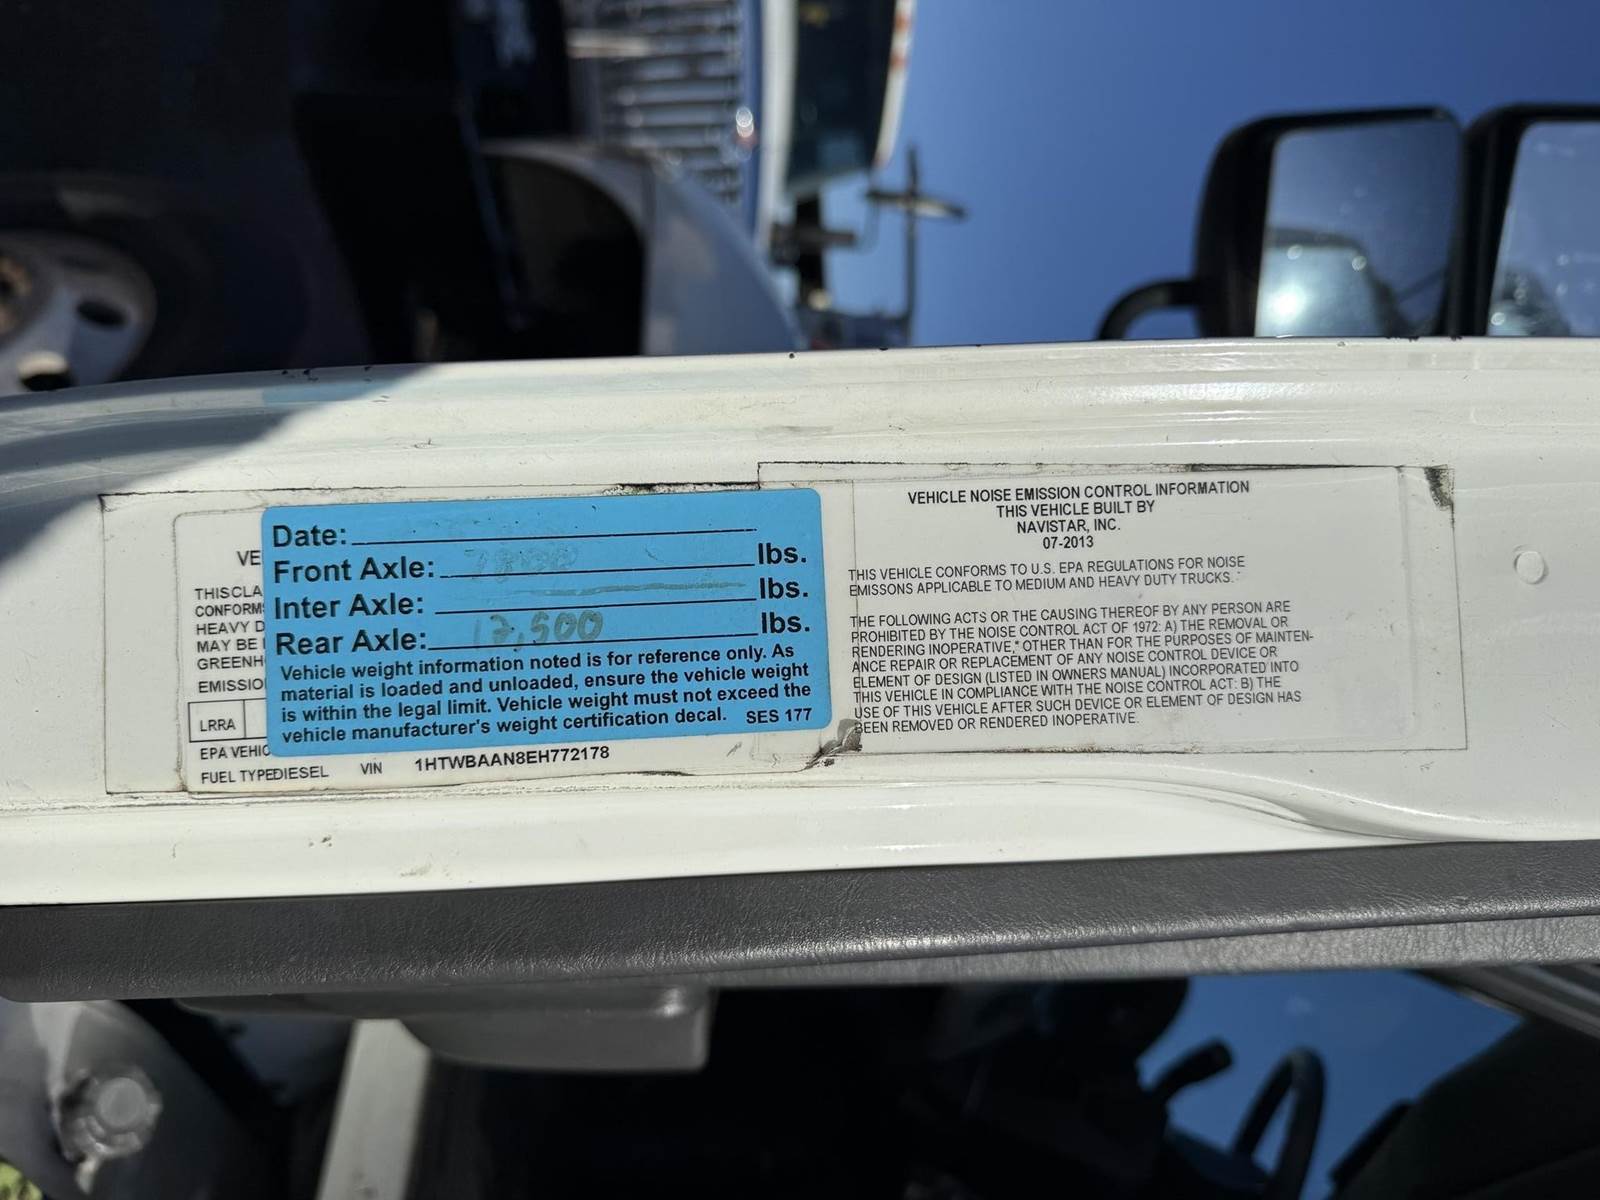 VE
THIS CLA
CONFORM
HEAVY D
MAY BE
GREENH
EMISSIO
LRRA
EPA VEHIC
FUEL TYPEDIESEL VIN 1HTWBAAN8EH772178
Date:
Front Axle: lbs.
Inter Axle: lbs.
Rear Axle: 12,500 lbs.
Vehicle weight information noted is for reference only. As
material is loaded and unloaded, ensure the vehicle weight
is within the legal limit. Vehicle weight must not exceed the
vehicle manufacturer's weight certification decal. SES 177
VEHICLE NOISE EMISSION CONTROL INFORMATION
THIS VEHICLE BUILT BY
NAVISTAR, INC.
07-2013
THIS VEHICLE CONFORMS TO U.S. EPA REGULATIONS FOR NOISE
EMISSONS APPLICABLE TO MEDIUM AND HEAVY DUTY TRUCKS.
THE FOLLOWING ACTS OR THE CAUSING THEREOF BY ANY PERSON ARE
PROHIBITED BY THE NOISE CONTROL ACT OF 1972: A) THE REMOVAL OR
RENDERING INOPERATIVE, OTHER THAN FOR THE PURPOSES OF MAINTEN-
ANCE REPAIR OR REPLACEMENT OF ANY NOISE CONTROL DEVICE OR
ELEMENT OF DESIGN (LISTED IN OWNERS MANUAL) INCORPORATED INTO
THIS VEHICLE IN COMPLIANCE WITH THE NOISE CONTROL ACT: B) THE
USE OF THIS VEHICLE AFTER SUCH DEVICE OR ELEMENT OF DESIGN HAS
BEEN REMOVED OR RENDERED INOPERATIVE.